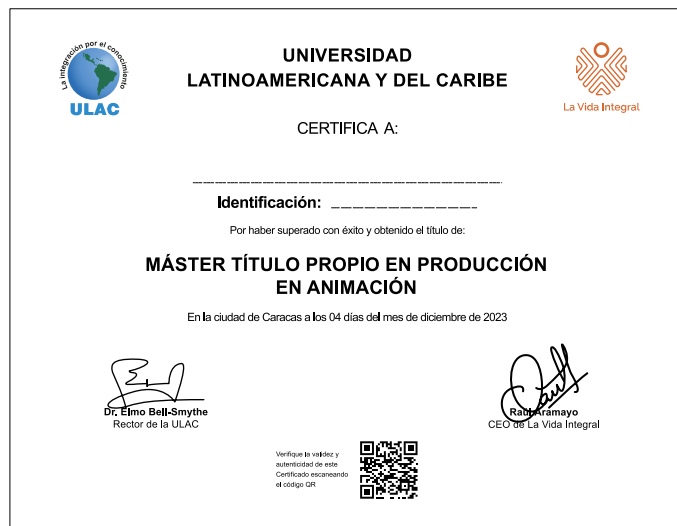 La integración por el conocimiento
ULAC
UNIVERSIDAD
LATINOAMERICANA Y DEL CARIBE
La Vida Integral
CERTIFICA A:
Identificación:
Por haber superado con éxito y obtenido el título de:
MÁSTER TÍTULO PROPIO EN PRODUCCIÓN
EN ANIMACIÓN
En la ciudad de Caracas a los 04 días del mes de diciembre de 2023
Dr. Elmo Bell-Smythe
Rector de la ULAC
Raúl Aramayo
CEO de La Vida Integral
Verifique la validez y
autenticidad de este
Certificado escaneando
el código QR